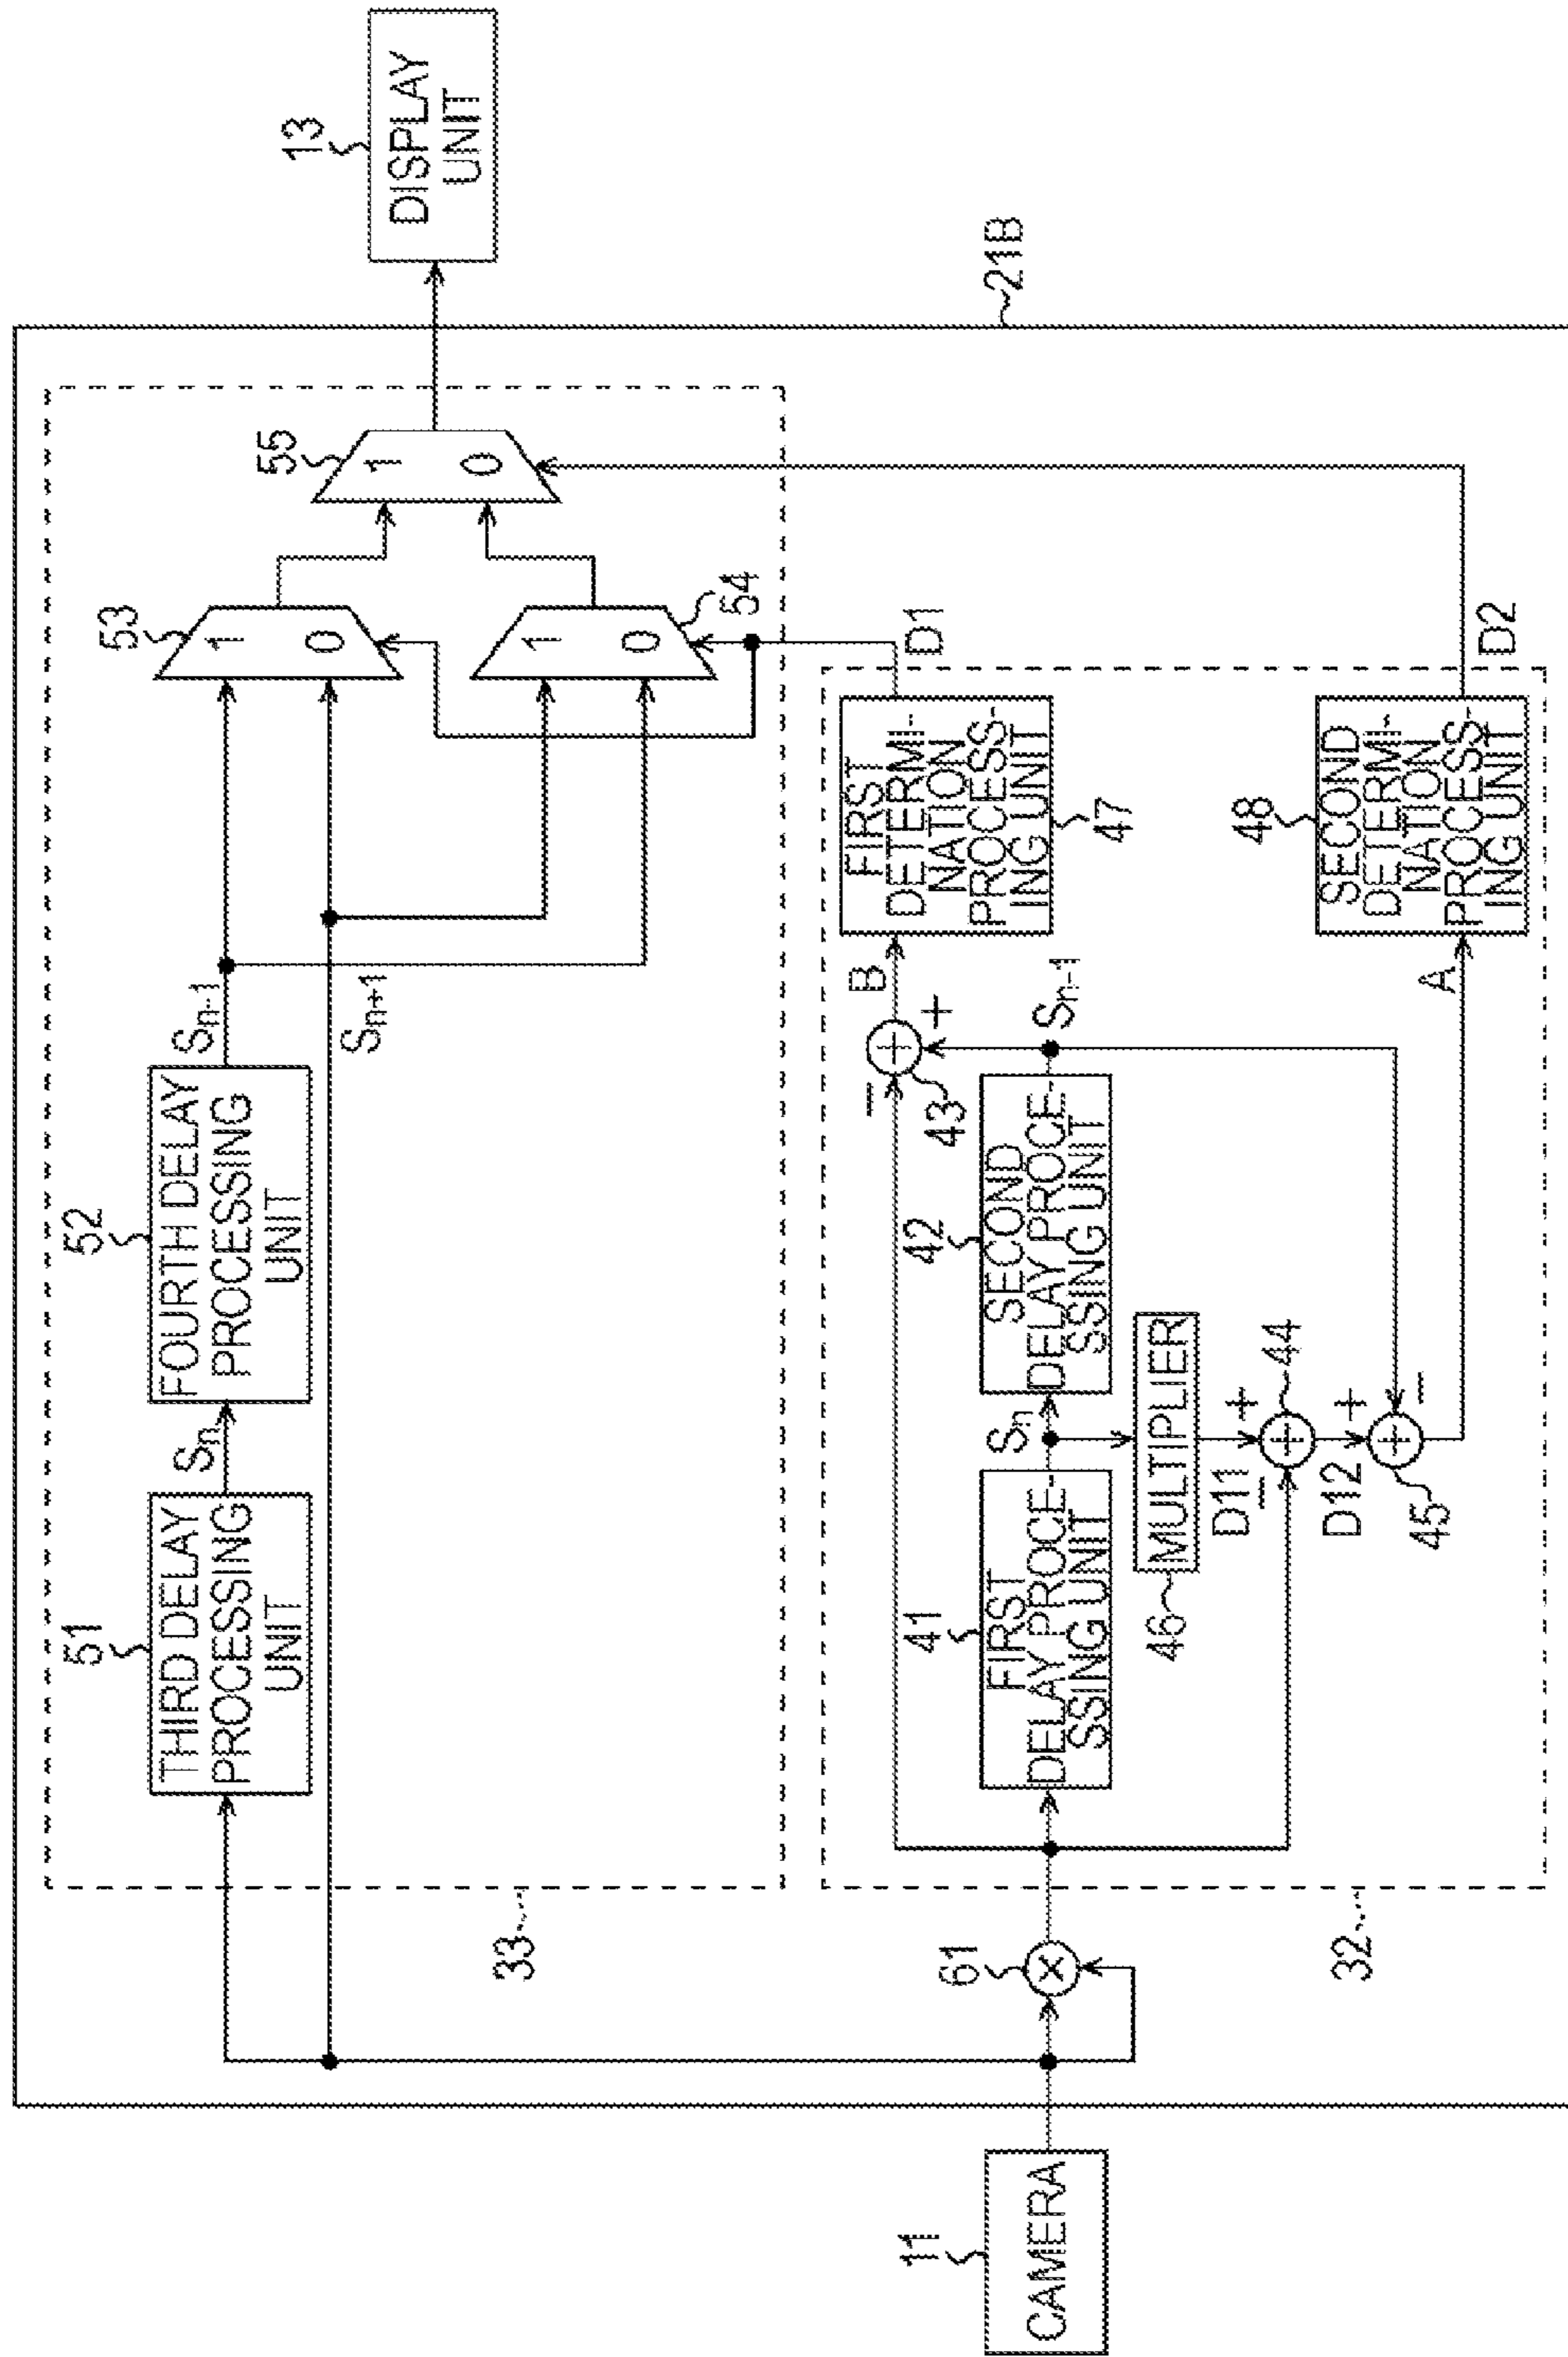 11
CAMERA
21B
61
33
51
THIRD DELAY
PROCESSING
UNIT
Sn
52
FOURTH DELAY
PROCESSING
UNIT
Sn-1
Sn+1
53
1
0
54
1
0
55
1
0
13
DISPLAY
UNIT
32
41
FIRST
DELAY PROCE-
SSING UNIT
Sn
42
SECOND
DELAY PROCE-
SSING UNIT
Sn-1
−
+
43
B
46
MULTIPLIER
D11
+
−
44
D12
+
−
45
A
FIRST
DETERMI-
NATION
PROCESS-
ING UNIT
47
D1
48
SECOND
DETERMI-
NATION
PROCESS-
ING UNIT
D2